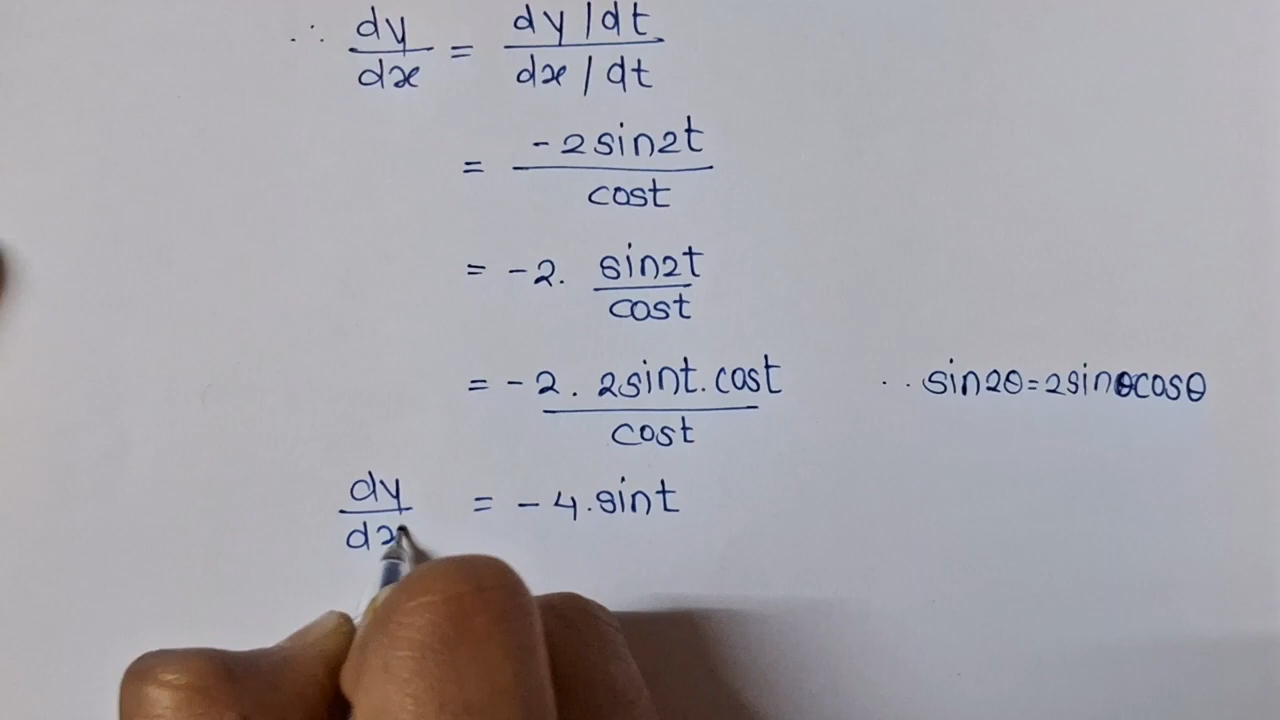 ∴ dy/dx = dy/dt / dx/dt
= -2sin2t / cost
= -2. sin2t / cost
= -2. 2sint.cost / cost ∵ sin2θ=2sinθcosθ
dy/dx = -4.sint